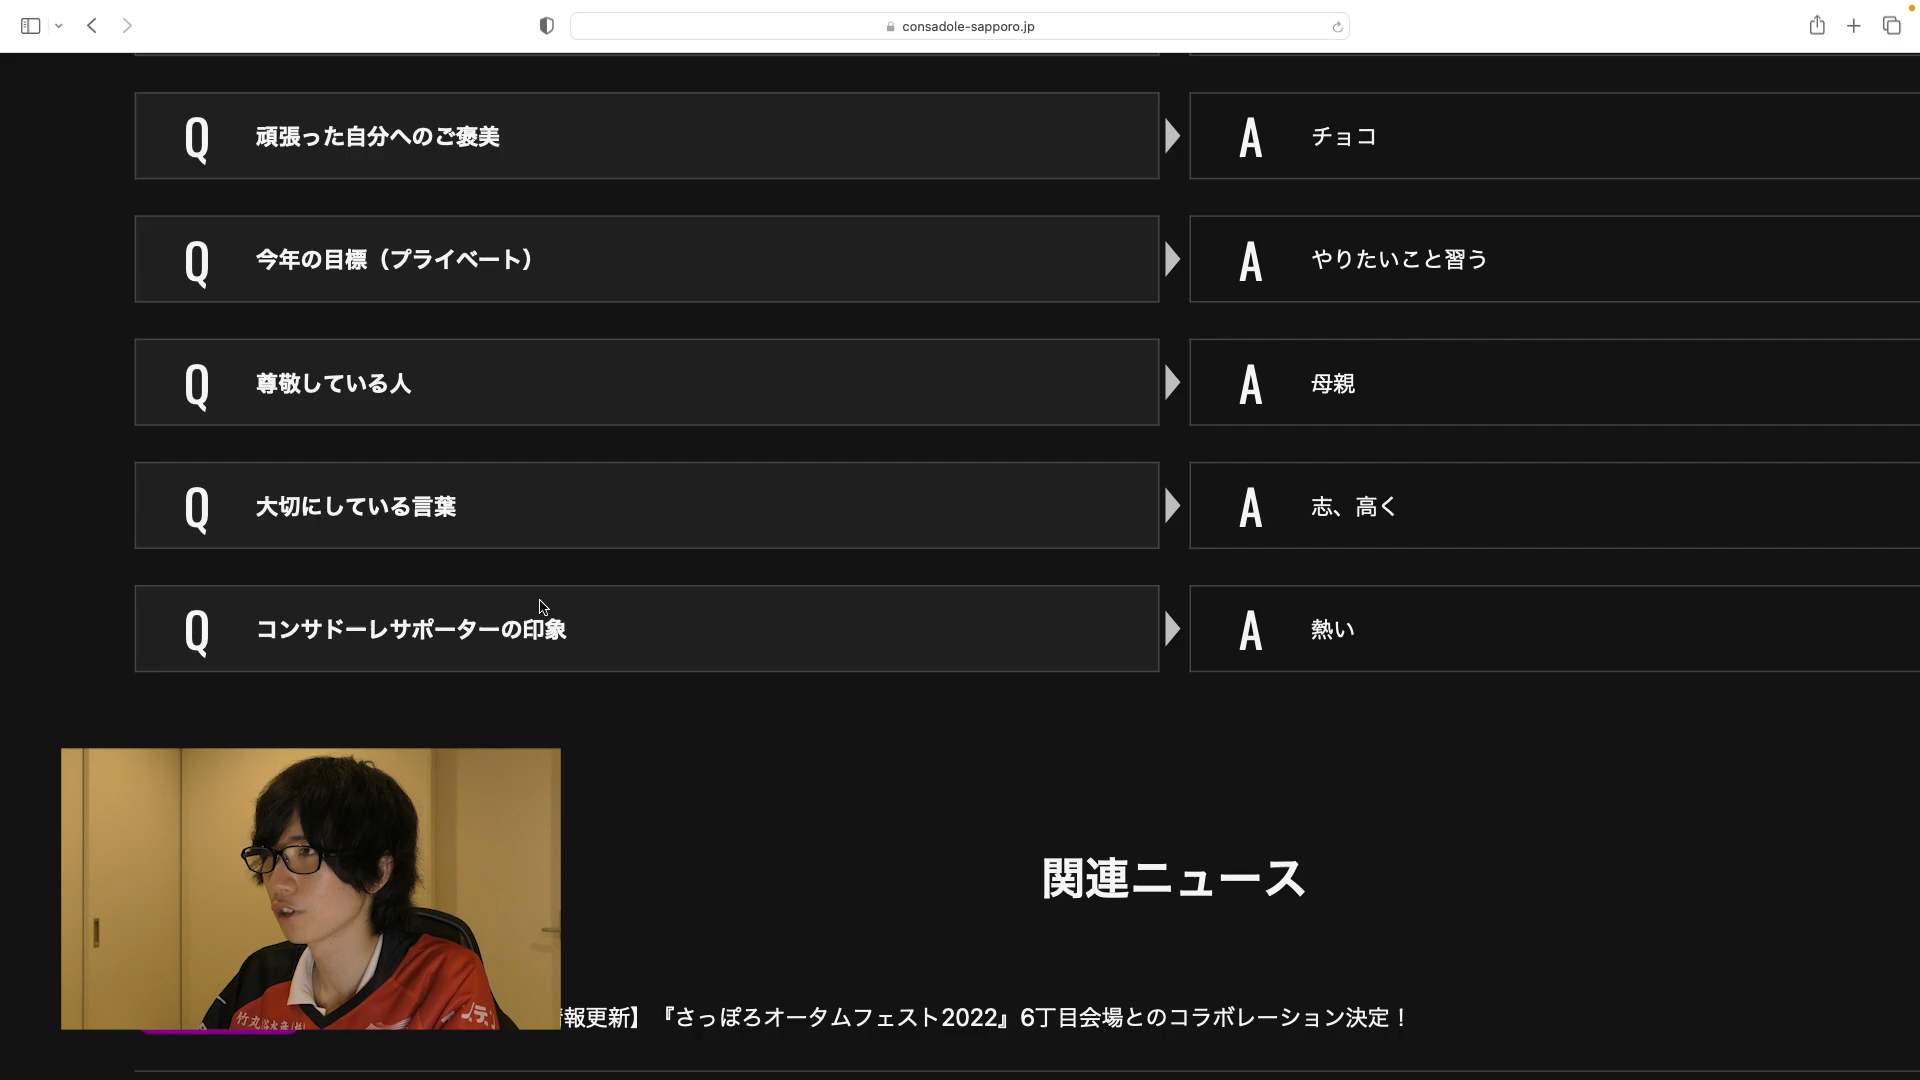 consadole-sapporo.jp
Q 頑張った自分へのご褒美 A チョコ
Q 今年の目標（プライベート） A やりたいこと習う
Q 尊敬している人 A 母親
Q 大切にしている言葉 A 志、高く
Q コンサドーレサポーターの印象 A 熱い
関連ニュース
報更新】『さっぽろオータムフェスト2022』6丁目会場とのコラボレーション決定！